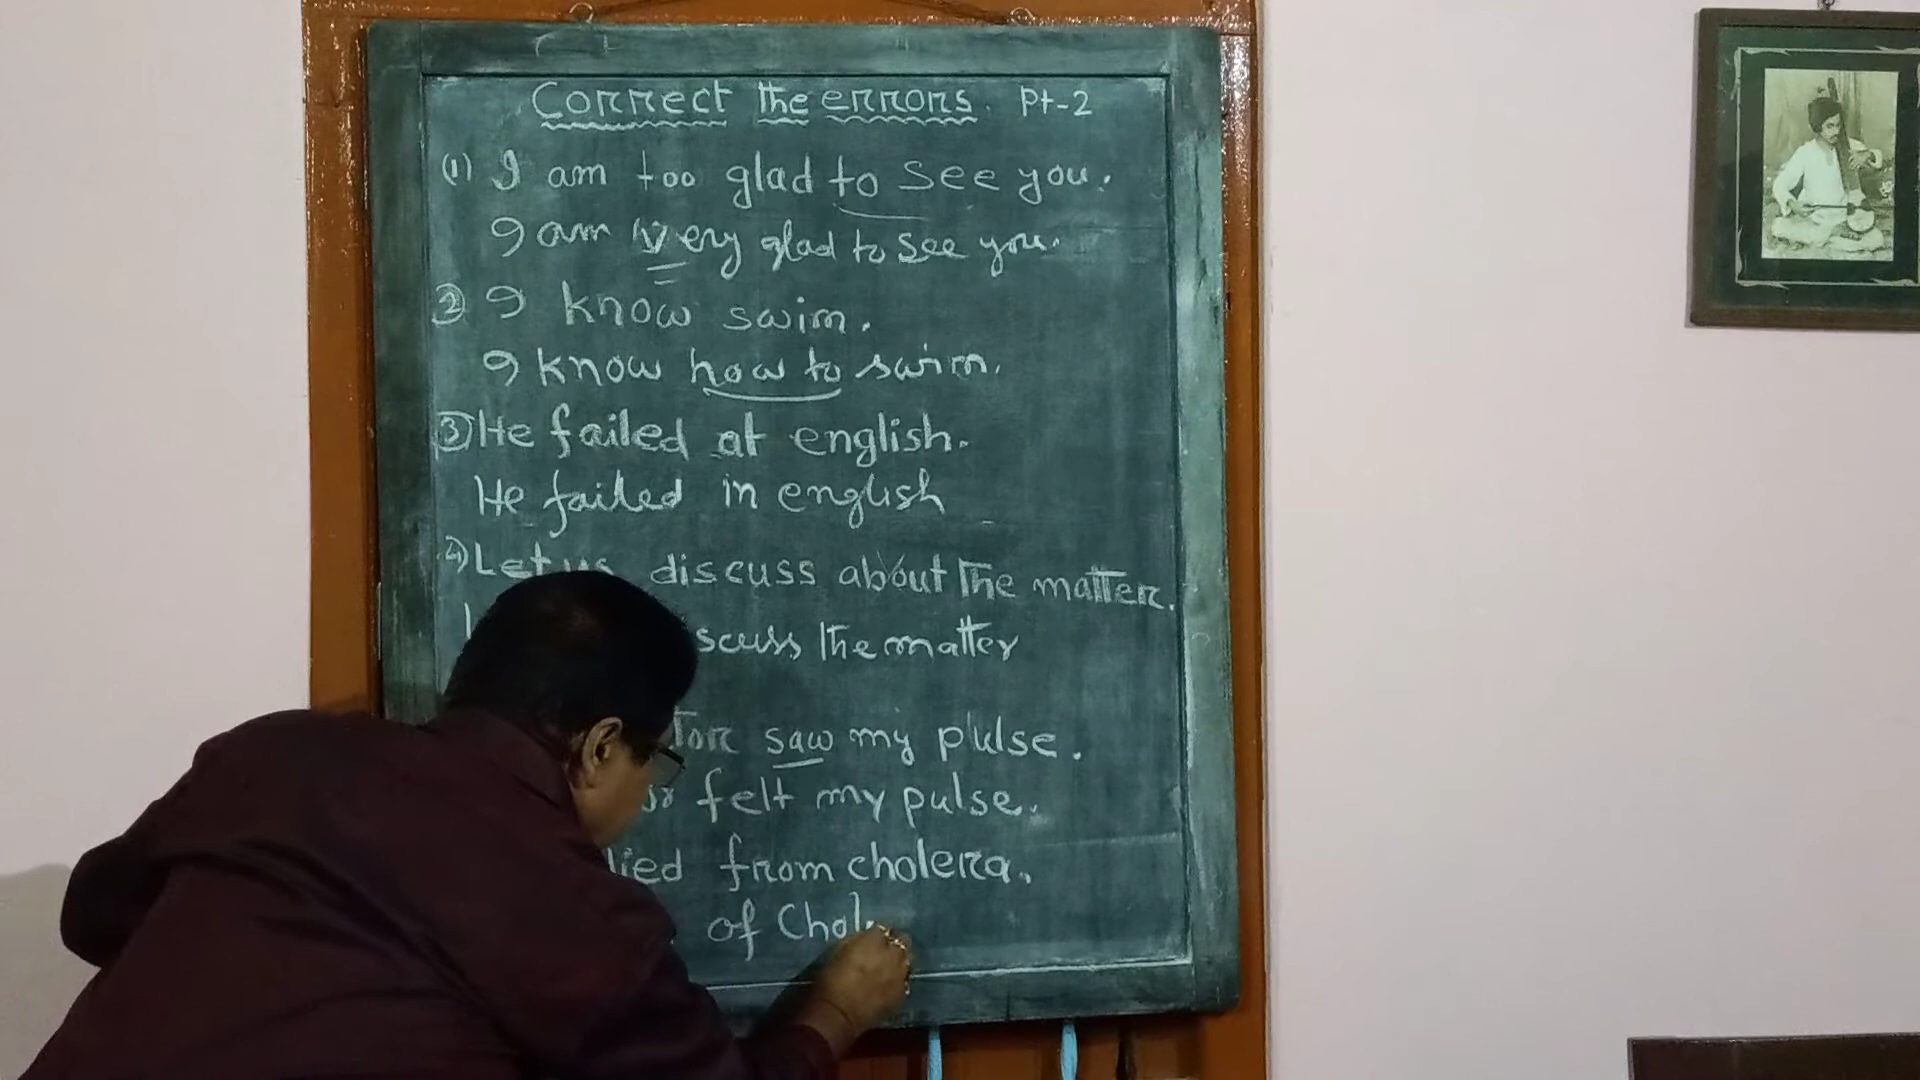 Correct the errors. Pt-2
(1) I am too glad to see you.
I am very glad to see you.
(2) I know swim.
I know how to swim.
(3) He failed at english.
He failed in english
4) Let us discuss about the matter.
scuss the matter
tor saw my pulse.
or felt my pulse.
ied from cholera.
of Chol